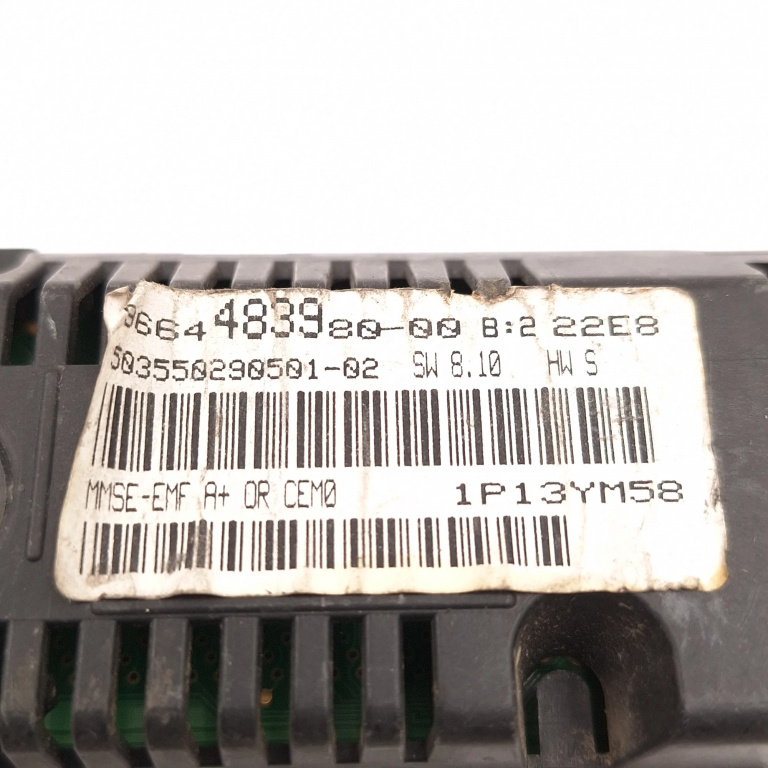 9664483980-00 B:2 22E8
503550290501-02 SW 8.10 HW S
MMSE-EMF A+ OR CEM0 1P13YM58